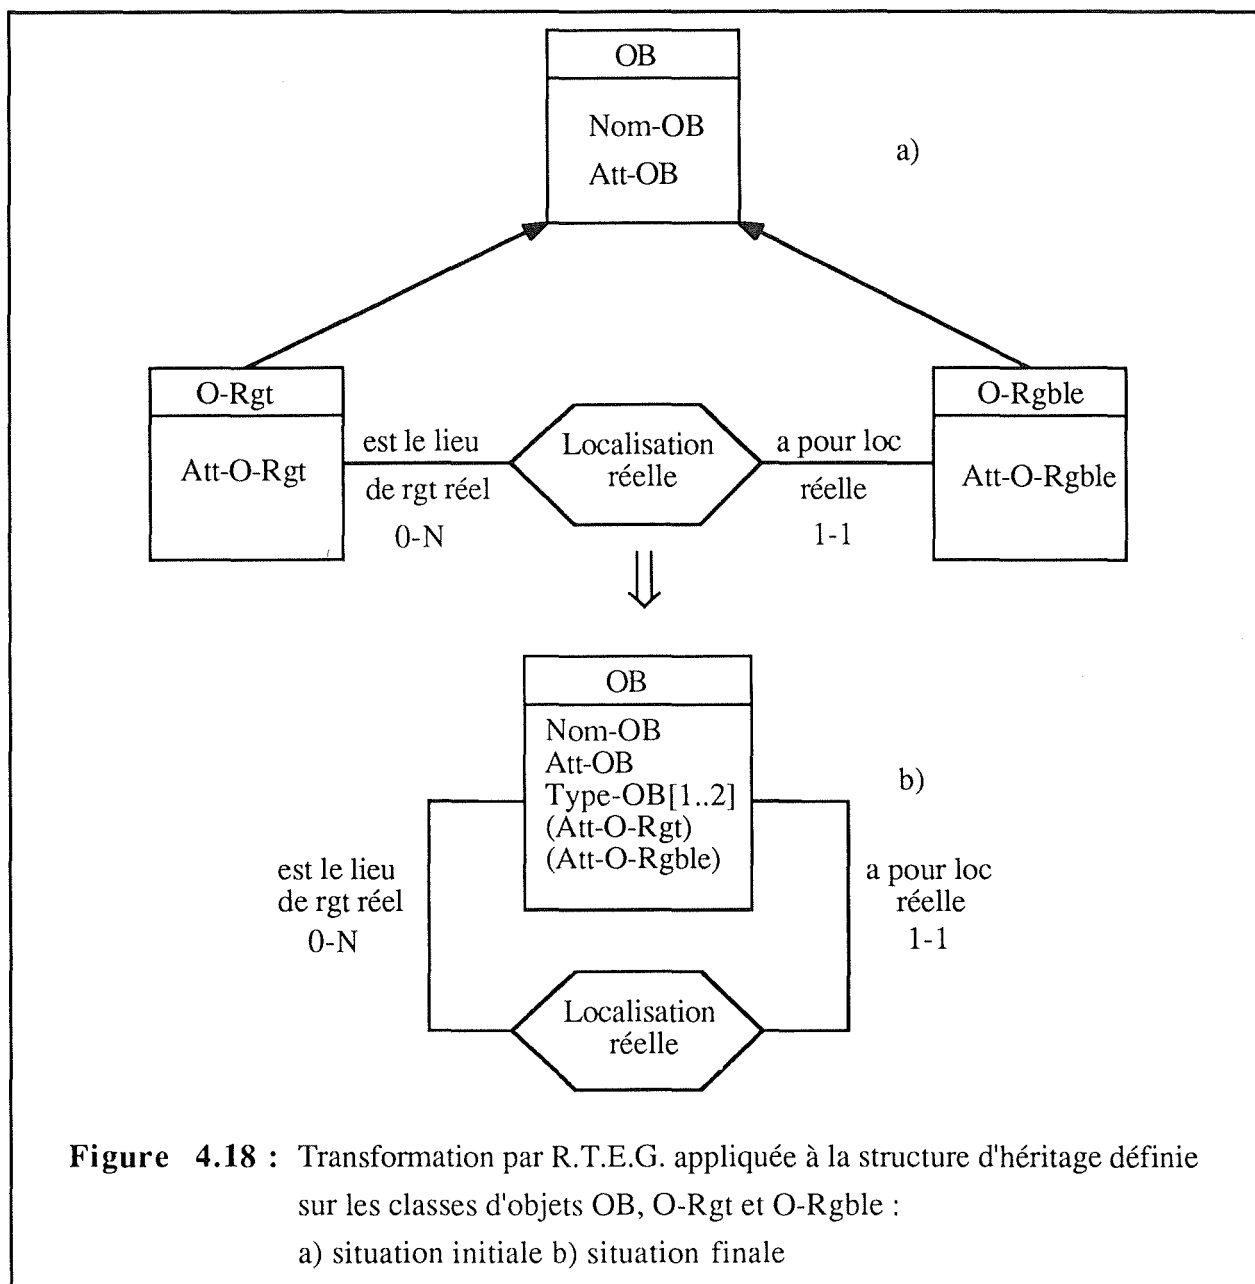 OB
Nom-OB
Att-OB
a)
O-Rgt
Att-O-Rgt
est le lieu
de rgt réel
0-N
Localisation
réelle
a pour loc
réelle
1-1
O-Rgble
Att-O-Rgble
OB
Nom-OB
Att-OB
Type-OB[1..2]
(Att-O-Rgt)
(Att-O-Rgble)
b)
est le lieu
de rgt réel
0-N
a pour loc
réelle
1-1
Localisation
réelle
Figure 4.18 : Transformation par R.T.E.G. appliquée à la structure d'héritage définie
sur les classes d'objets OB, O-Rgt et O-Rgble :
a) situation initiale b) situation finale